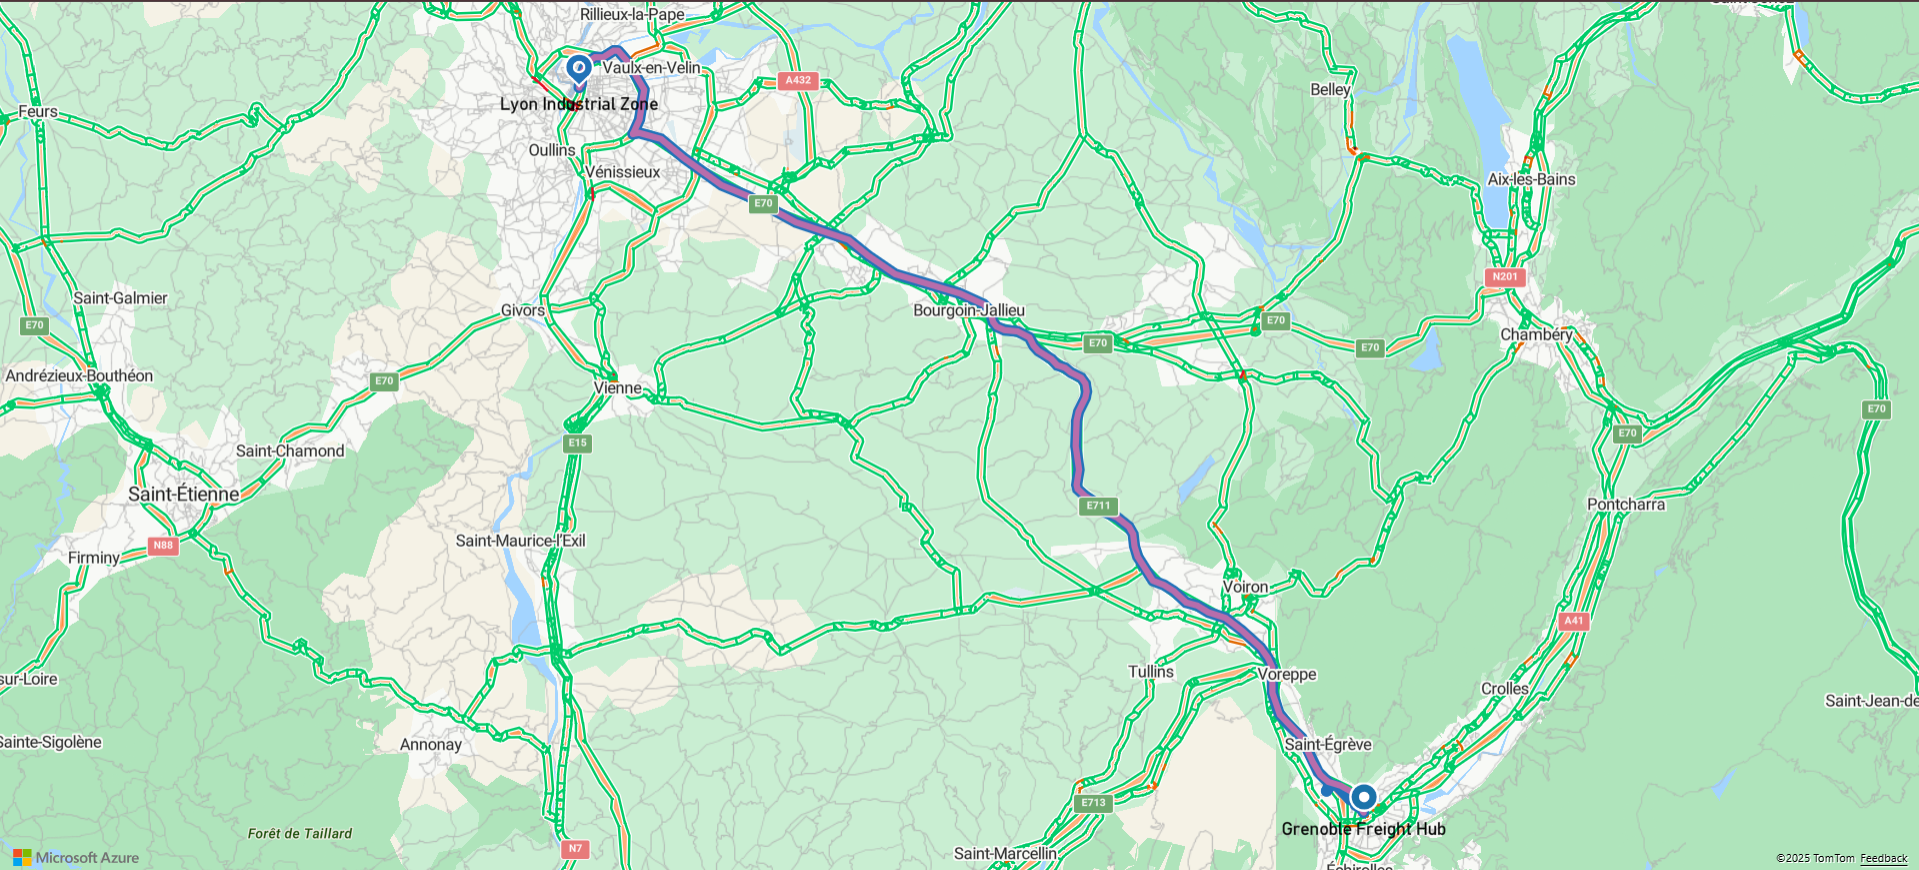 Rillieux-la-Pape
Vaulx-en-Velin
A432
Belley
Lyon Industrial Zone
Feurs
Oullins
Vénissieux
Aix-les-Bains
E70
N201
Saint-Galmier
Givors
Bourgoin-Jallieu
E70
E70
Chambéry
E70
E70
E70
Andrézieux-Bouthéon
E70
Vienne
E70
E70
E15
Saint-Chamond
Saint-Étienne
E711
Pontcharra
N88
Saint-Maurice-l'Exil
Firminy
Voiron
A41
Tullins
Voreppe
sur-Loire
Crolles
Saint-Jean-de
Sainte-Sigolène
Annonay
Saint-Égrève
E713
Forêt de Taillard
Grenoble Freight Hub
N7
Saint-Marcellin
Microsoft Azure
©2025 TomTom Feedback
Échirolles